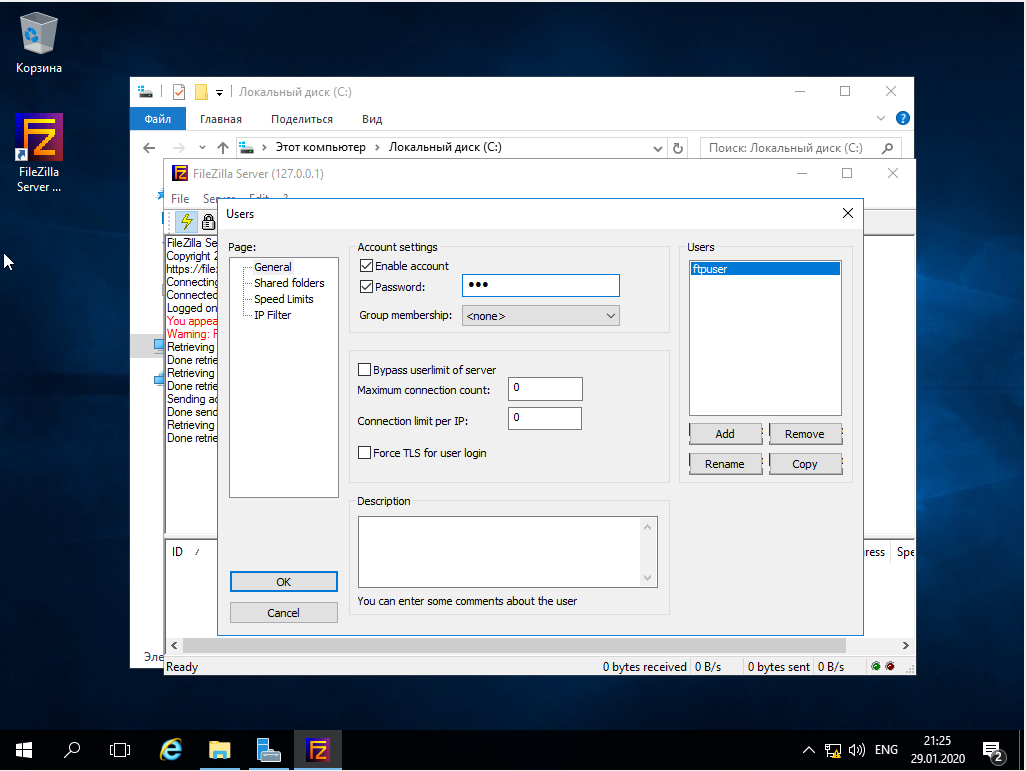 Корзина
FileZilla
Server ...
Локальный диск (C:)
Файл Главная Поделиться Вид
Этот компьютер Локальный диск (C:)
Поиск: Локальный диск (C:)
FileZilla Server (127.0.0.1)
File
Users
Page:
General
Shared folders
Speed Limits
IP Filter
OK
Cancel
Account settings
Enable account
Password:
Group membership: <none>
Bypass userlimit of server
Maximum connection count: 0
Connection limit per IP: 0
Force TLS for user login
Description
You can enter some comments about the user
Users
ftpuser
Add Remove
Rename Copy
FileZilla Se
Copyright 2
https://file
Connecting
Connected
Logged on
You appea
Warning: F
Retrieving
Done retrie
Retrieving
Done retrie
Sending ac
Done send
Retrieving
Done retrie
ID /
ress Spe
Эле
Ready 0 bytes received 0 B/s 0 bytes sent 0 B/s
ENG
21:25
29.01.2020
2